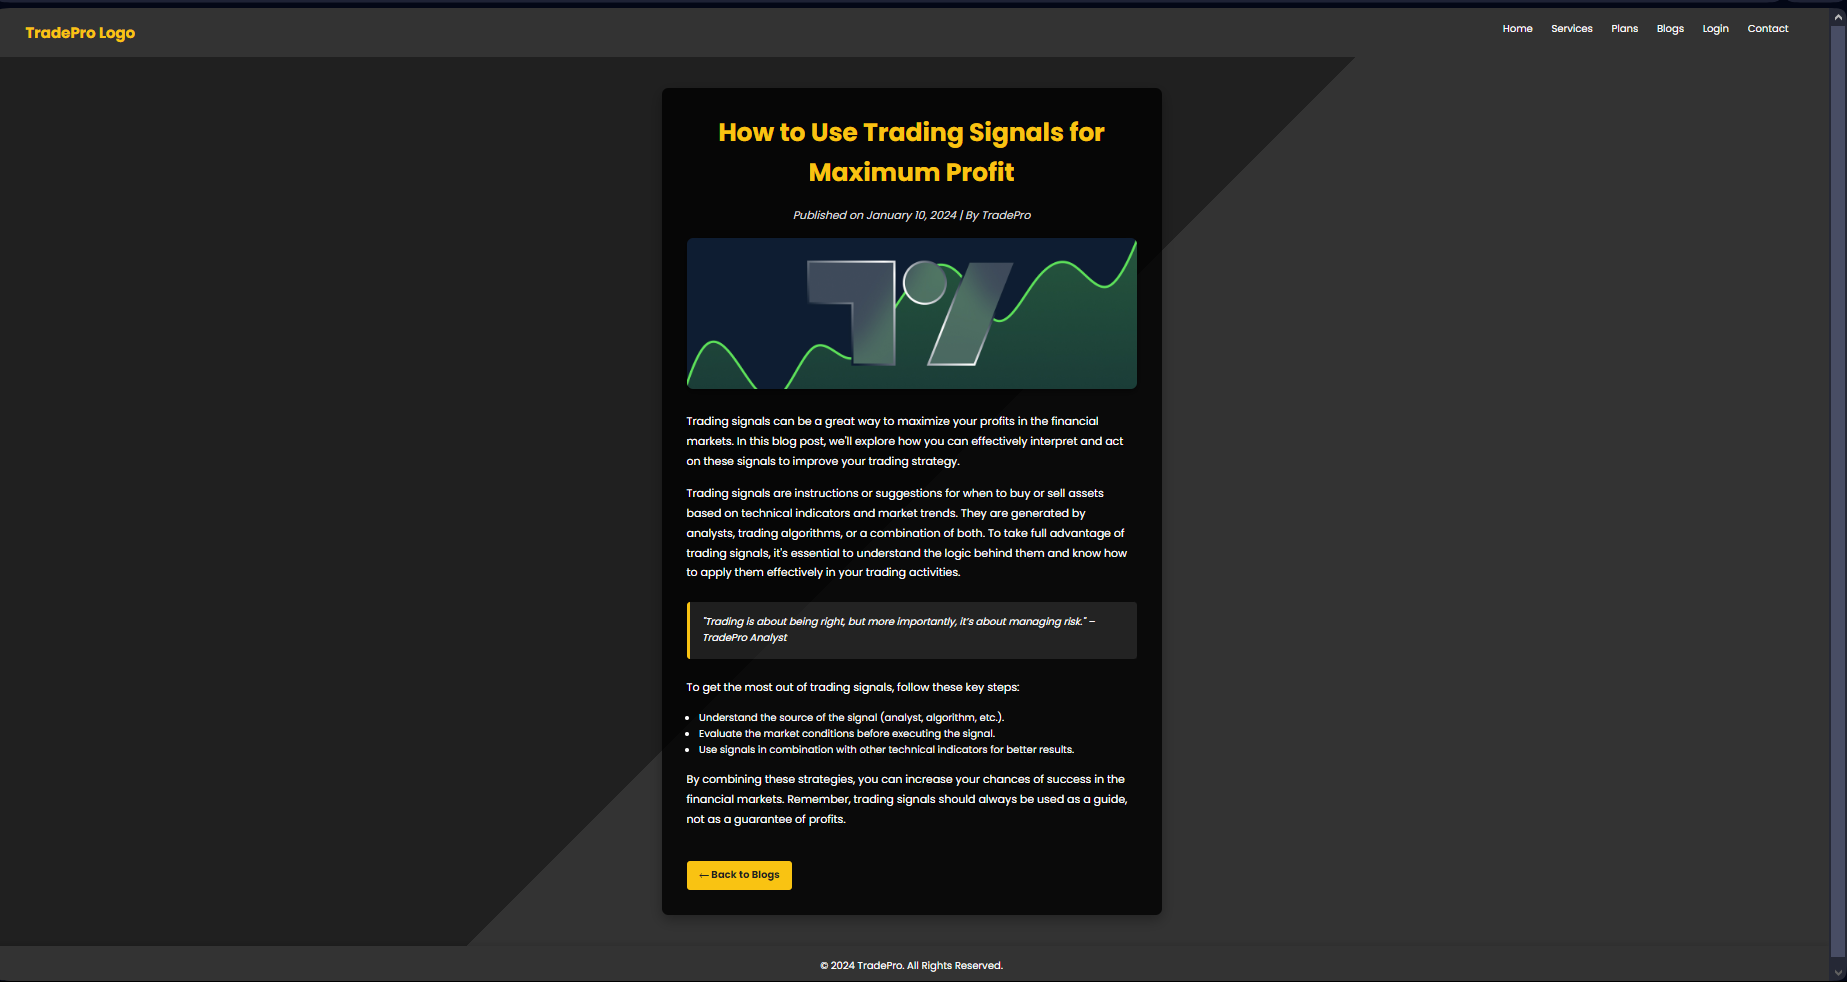 TradePro Logo
Home Services Plans Blogs Login Contact
How to Use Trading Signals for
Maximum Profit
Published on January 10, 2024 | By TradePro
Trading signals can be a great way to maximize your profits in the financial
markets. In this blog post, we'll explore how you can effectively interpret and act
on these signals to improve your trading strategy.
Trading signals are instructions or suggestions for when to buy or sell assets
based on technical indicators and market trends. They are generated by
analysts, trading algorithms, or a combination of both. To take full advantage of
trading signals, it's essential to understand the logic behind them and know how
to apply them effectively in your trading activities.
"Trading is about being right, but more importantly, it's about managing risk." –
TradePro Analyst
To get the most out of trading signals, follow these key steps:
• Understand the source of the signal (analyst, algorithm, etc.).
• Evaluate the market conditions before executing the signal.
• Use signals in combination with other technical indicators for better results.
By combining these strategies, you can increase your chances of success in the
financial markets. Remember, trading signals should always be used as a guide,
not as a guarantee of profits.
← Back to Blogs
© 2024 TradePro. All Rights Reserved.